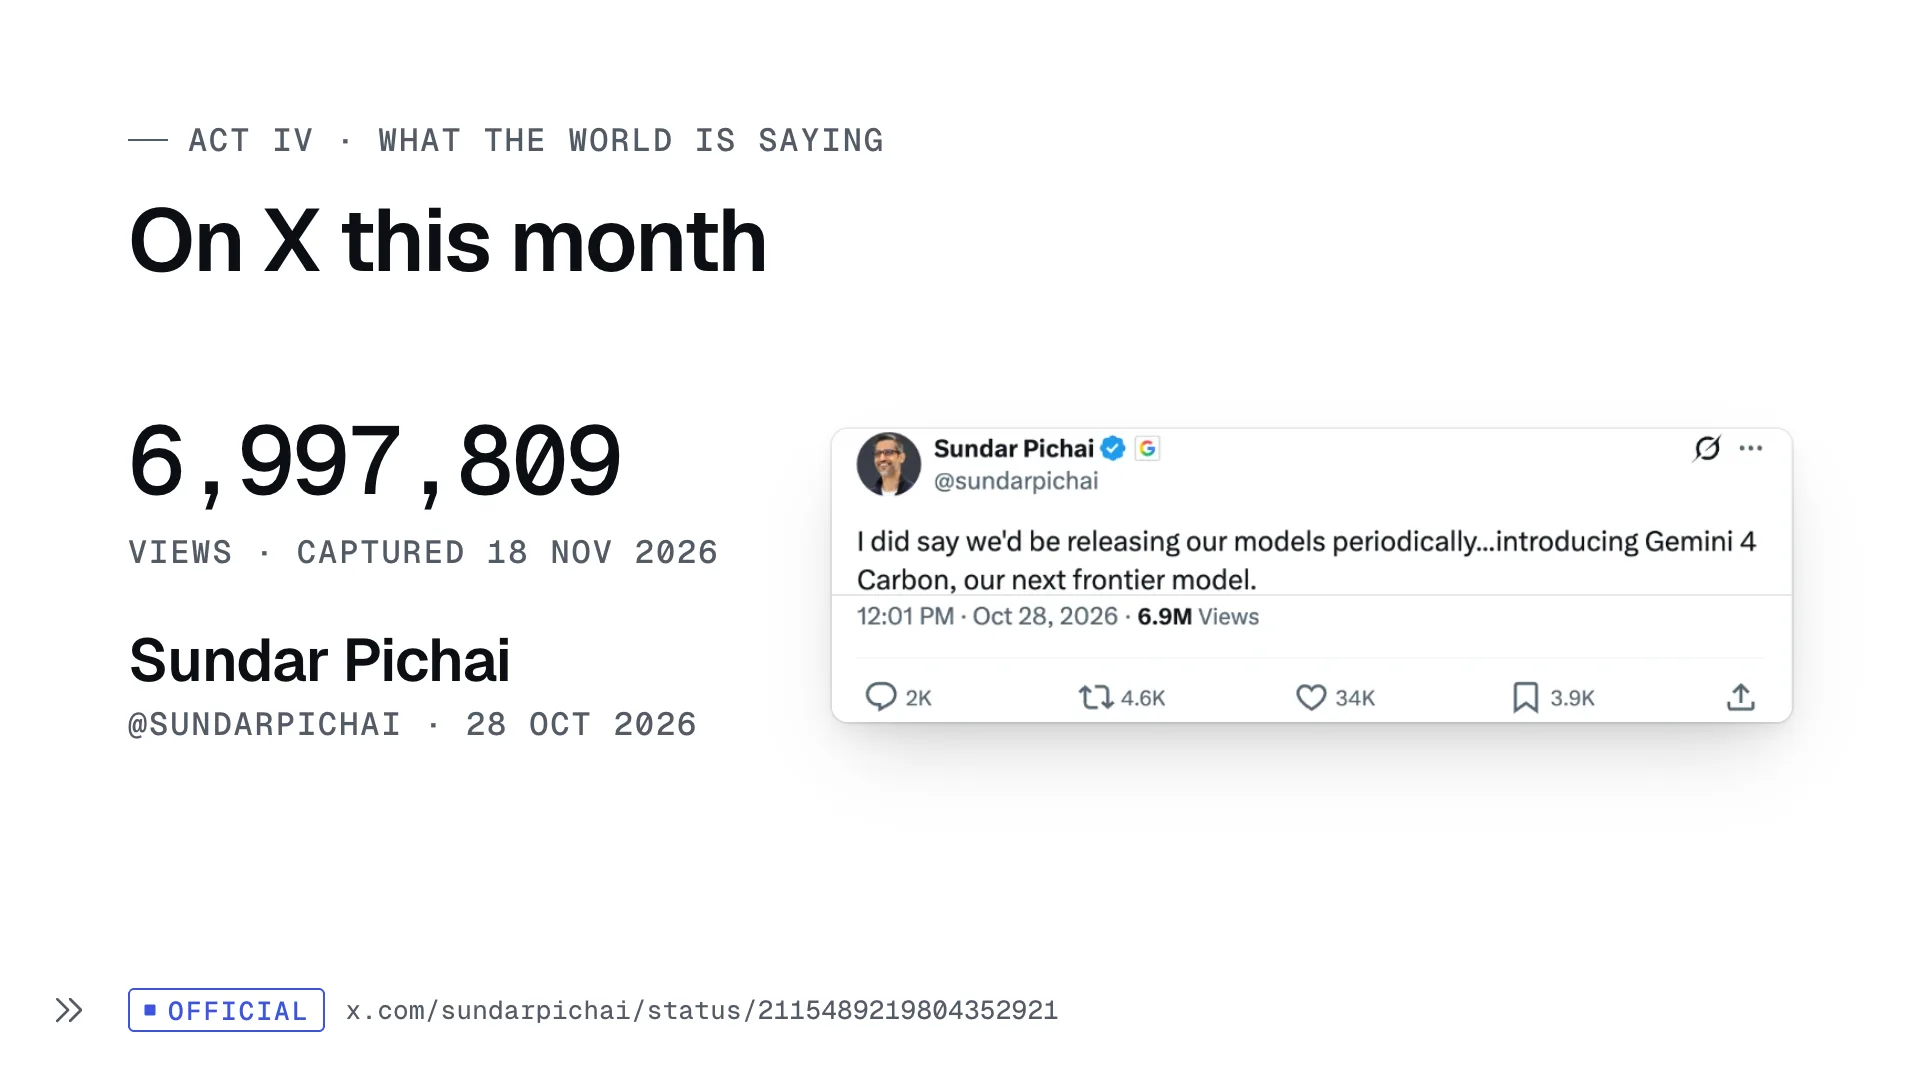 — ACT IV · WHAT THE WORLD IS SAYING
On X this month
6,997,809
VIEWS · CAPTURED 18 NOV 2026
Sundar Pichai
@SUNDARPICHAI · 28 OCT 2026
Sundar Pichai
@sundarpichai
I did say we'd be releasing our models periodically...introducing Gemini 4
Carbon, our next frontier model.
12:01 PM · Oct 28, 2026 · 6.9M Views
2K 4.6K 34K 3.9K
OFFICIAL x.com/sundarpichai/status/2115489219804352921